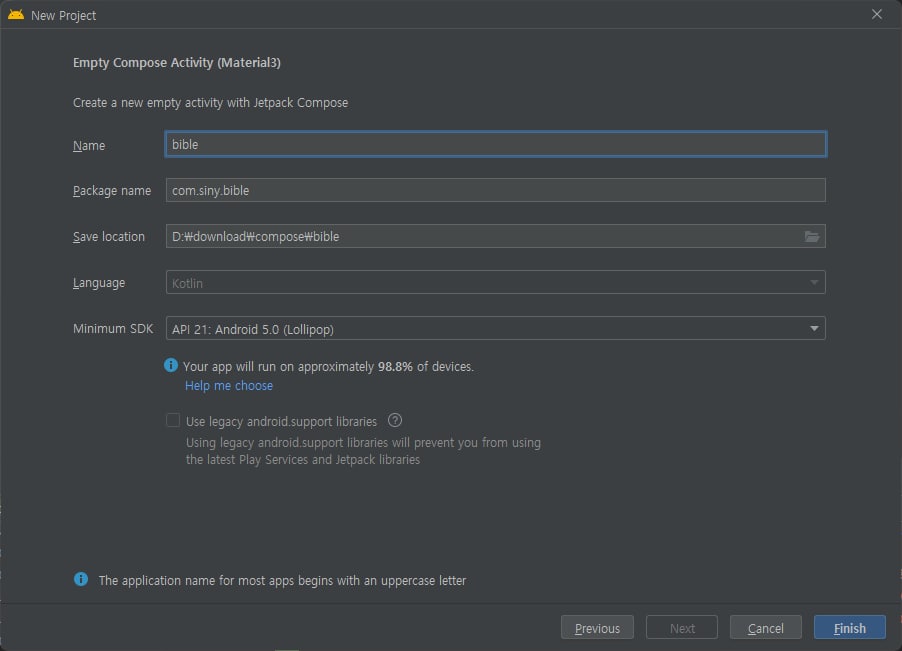 New Project
Empty Compose Activity (Material3)
Create a new empty activity with Jetpack Compose
Name bible
Package name com.siny.bible
Save location D:₩download₩compose₩bible
Language Kotlin
Minimum SDK API 21: Android 5.0 (Lollipop)
Your app will run on approximately 98.8% of devices.
Help me choose
Use legacy android.support libraries ?
Using legacy android.support libraries will prevent you from using
the latest Play Services and Jetpack libraries
The application name for most apps begins with an uppercase letter
Previous Next Cancel Finish